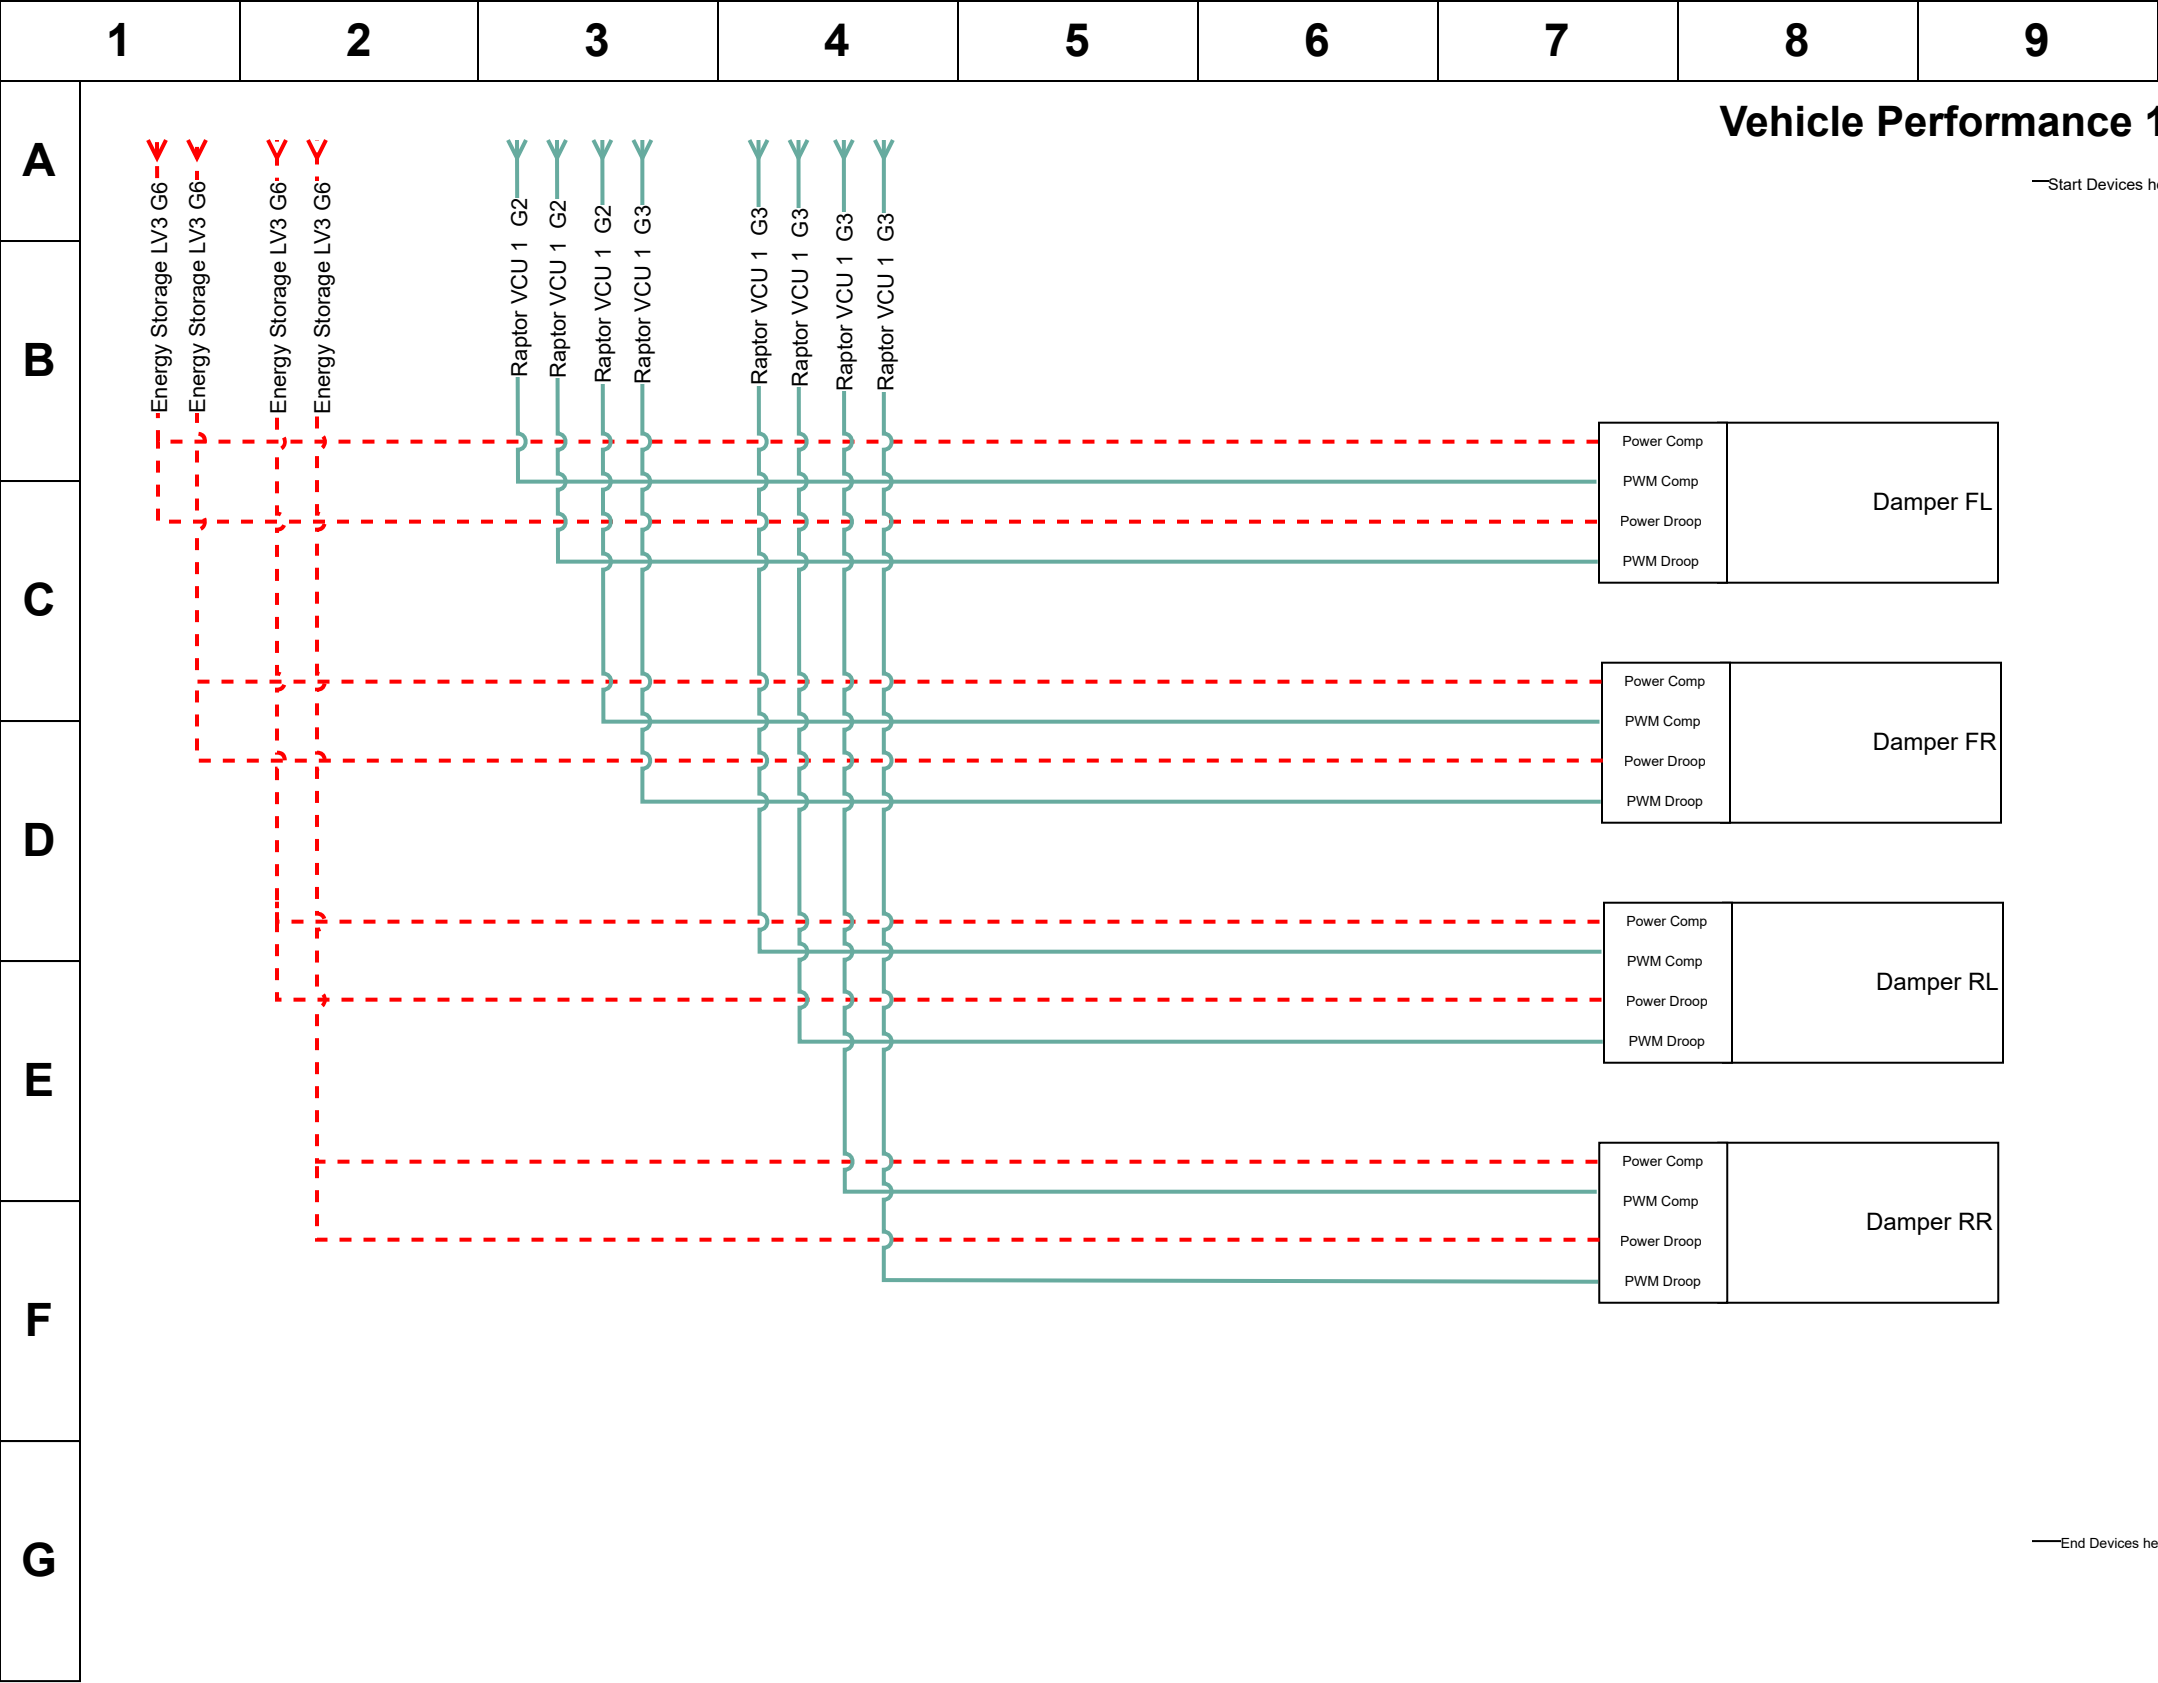 1 2 3 4 5 6 7 8 9
A
B
C
D
E
F
G
Vehicle Performance 1
Start Devices he
Energy Storage LV3 G6
Energy Storage LV3 G6
Energy Storage LV3 G6
Energy Storage LV3 G6
Raptor VCU 1 G2
Raptor VCU 1 G2
Raptor VCU 1 G2
Raptor VCU 1 G3
Raptor VCU 1 G3
Raptor VCU 1 G3
Raptor VCU 1 G3
Raptor VCU 1 G3
Power Comp
PWM Comp
Power Droop
PWM Droop
Damper FL
Power Comp
PWM Comp
Power Droop
PWM Droop
Damper FR
Power Comp
PWM Comp
Power Droop
PWM Droop
Damper RL
Power Comp
PWM Comp
Power Droop
PWM Droop
Damper RR
End Devices he